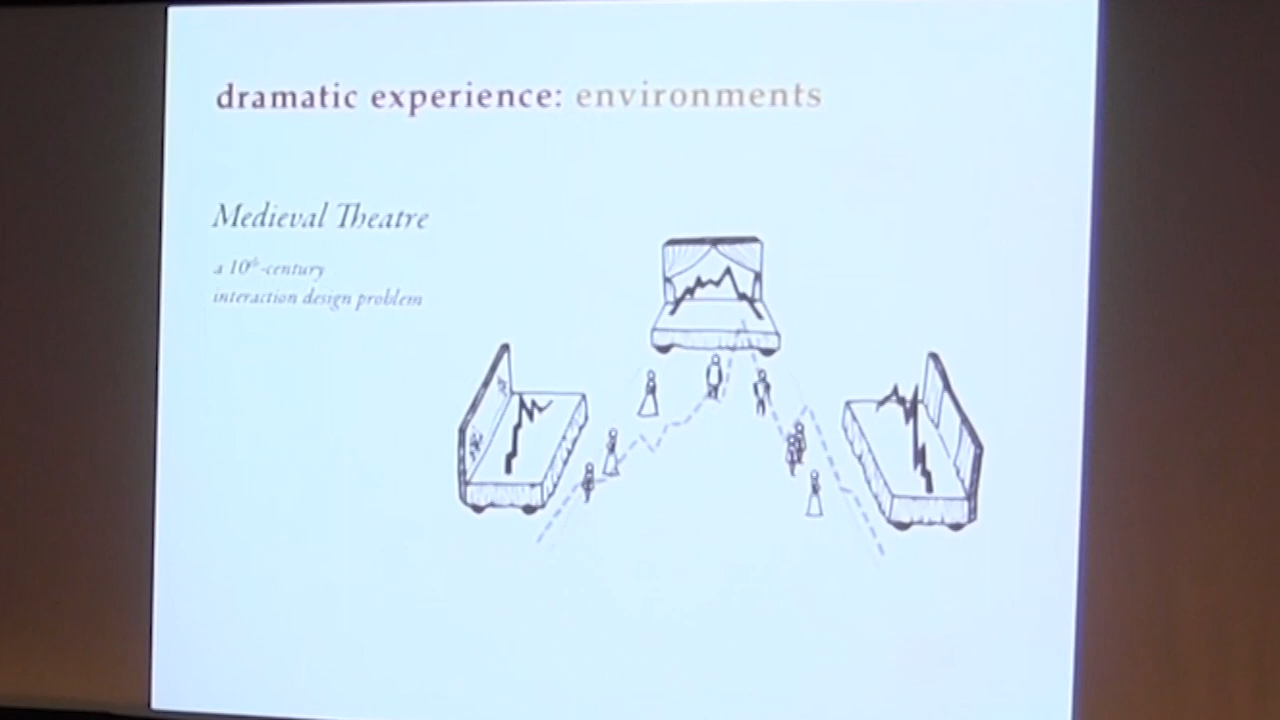 dramatic experience: environments
Medieval Theatre
a 10th-century
interaction design problem